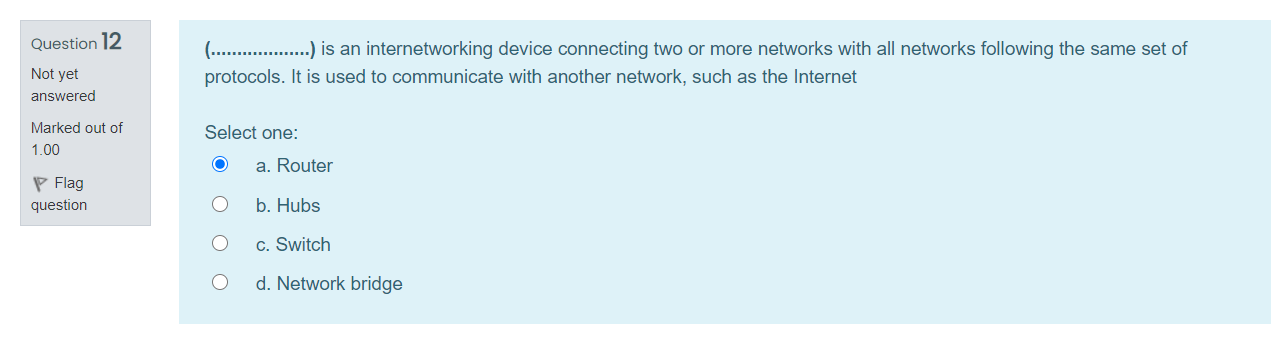 Question 12
Not yet
answered
Marked out of
1.00
Flag
question
(...................) is an internetworking device connecting two or more networks with all networks following the same set of
protocols. It is used to communicate with another network, such as the Internet
Select one:
a. Router
b. Hubs
c. Switch
d. Network bridge